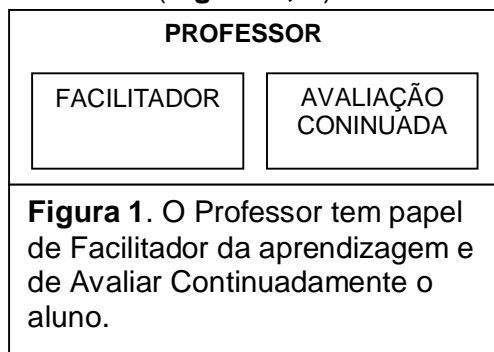 PROFESSOR
FACILITADOR
AVALIAÇÃO
CONINUADA
Figura 1. O Professor tem papel
de Facilitador da aprendizagem e
de Avaliar Continuadamente o
aluno.